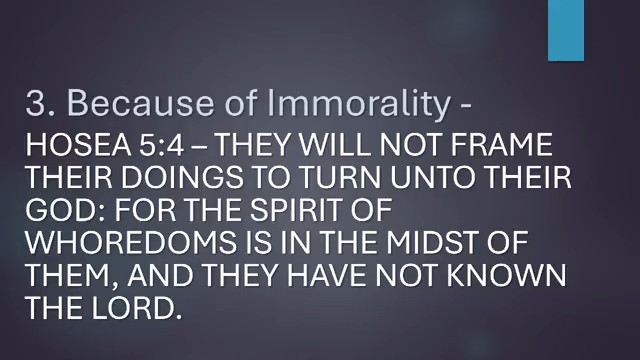 3. Because of Immorality -
HOSEA 5:4 – THEY WILL NOT FRAME
THEIR DOINGS TO TURN UNTO THEIR
GOD: FOR THE SPIRIT OF
WHOREDOMS IS IN THE MIDST OF
THEM, AND THEY HAVE NOT KNOWN
THE LORD.